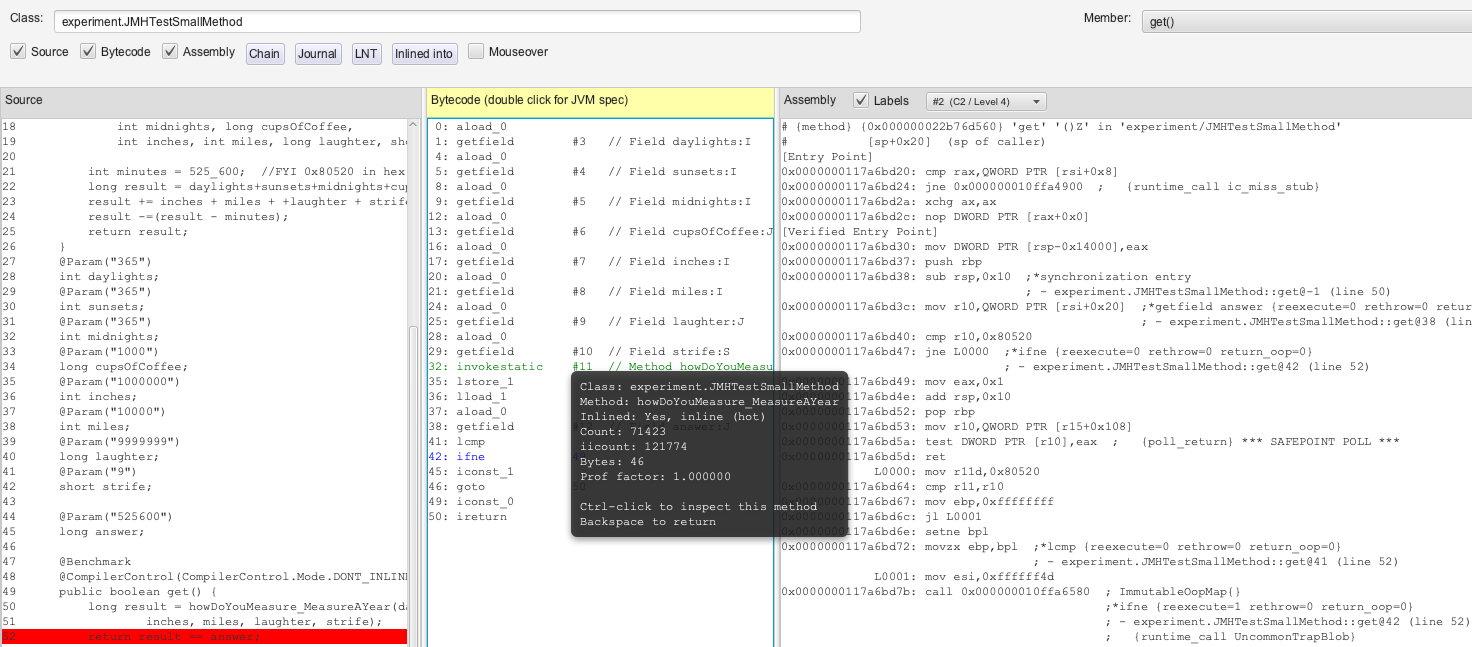 Class: experiment.JMHTestSmallMethod Member: get()
Source Bytecode Assembly Chain Journal LNT Inlined into Mouseover
Source
18 int midnights, long cupsOfCoffee,
19 int inches, int miles, long laughter, sho
20
21 int minutes = 525_600; //FYI 0x80520 in hex
22 long result = daylights+sunsets+midnights+cup
23 result += inches + miles + +laughter + strife
24 result -=(result - minutes);
25 return result;
26 }
27 @Param("365")
28 int daylights;
29 @Param("365")
30 int sunsets;
31 @Param("365")
32 int midnights;
33 @Param("1000")
34 long cupsOfCoffee;
35 @Param("1000000")
36 int inches;
37 @Param("10000")
38 int miles;
39 @Param("9999999")
40 long laughter;
41 @Param("9")
42 short strife;
43
44 @Param("525600")
45 long answer;
46
47 @Benchmark
48 @CompilerControl(CompilerControl.Mode.DONT_INLIN
49 public boolean get() {
50 long result = howDoYouMeasure_MeasureAYear(da
51 inches, miles, laughter, strife);
52 return result == answer;
Bytecode (double click for JVM spec)
0: aload_0
1: getfield #3 // Field daylights:I
4: aload_0
5: getfield #4 // Field sunsets:I
8: aload_0
9: getfield #5 // Field midnights:I
12: aload_0
13: getfield #6 // Field cupsOfCoffee:J
16: aload_0
17: getfield #7 // Field inches:I
20: aload_0
21: getfield #8 // Field miles:I
24: aload_0
25: getfield #9 // Field laughter:J
28: aload_0
29: getfield #10 // Field strife:S
32: invokestatic #11 // Method howDoYouMeasu
35: lstore_1
36: lload_1
37: aload_0
38: getfield
41: lcmp
42: ifne
45: iconst_1
46: goto
49: iconst_0
50: ireturn
Class: experiment.JMHTestSmallMethod
Method: howDoYouMeasure_MeasureAYear
Inlined: Yes, inline (hot)
Count: 71423
iicount: 121774
Bytes: 46
Prof factor: 1.000000
Ctrl-click to inspect this method
Backspace to return
Assembly Labels #2 (C2 / Level 4)
# {method} {0x000000022b76d560} 'get' '()Z' in 'experiment/JMHTestSmallMethod'
# [sp+0x20] (sp of caller)
[Entry Point]
0x0000000117a6bd20: cmp rax,QWORD PTR [rsi+0x8]
0x0000000117a6bd24: jne 0x000000010ffa4900 ; {runtime_call ic_miss_stub}
0x0000000117a6bd2a: xchg ax,ax
0x0000000117a6bd2c: nop DWORD PTR [rax+0x0]
[Verified Entry Point]
0x0000000117a6bd30: mov DWORD PTR [rsp-0x14000],eax
0x0000000117a6bd37: push rbp
0x0000000117a6bd38: sub rsp,0x10 ;*synchronization entry
; - experiment.JMHTestSmallMethod::get@-1 (line 50)
0x0000000117a6bd3c: mov r10,QWORD PTR [rsi+0x20] ;*getfield answer {reexecute=0 rethrow=0 retur
; - experiment.JMHTestSmallMethod::get@38 (lin
0x0000000117a6bd40: cmp r10,0x80520
0x0000000117a6bd47: jne L0000 ;*ifne {reexecute=0 rethrow=0 return_oop=0}
; - experiment.JMHTestSmallMethod::get@42 (line 52)
0x0000000117a6bd49: mov eax,0x1
0x0000000117a6bd4e: add rsp,0x10
0x0000000117a6bd52: pop rbp
0x0000000117a6bd53: mov r10,QWORD PTR [r15+0x108]
0x0000000117a6bd5a: test DWORD PTR [r10],eax ; {poll_return} *** SAFEPOINT POLL ***
0x0000000117a6bd5d: ret
L0000: mov r11d,0x80520
0x0000000117a6bd64: cmp r11,r10
0x0000000117a6bd67: mov ebp,0xffffffff
0x0000000117a6bd6c: jl L0001
0x0000000117a6bd6e: setne bpl
0x0000000117a6bd72: movzx ebp,bpl ;*lcmp {reexecute=0 rethrow=0 return_oop=0}
; - experiment.JMHTestSmallMethod::get@41 (line 52)
L0001: mov esi,0xffffff4d
0x0000000117a6bd7b: call 0x000000010ffa6580 ; ImmutableOopMap{}
;*ifne {reexecute=1 rethrow=0 return_oop=0}
; - experiment.JMHTestSmallMethod::get@42 (line 52)
; {runtime_call UncommonTrapBlob}